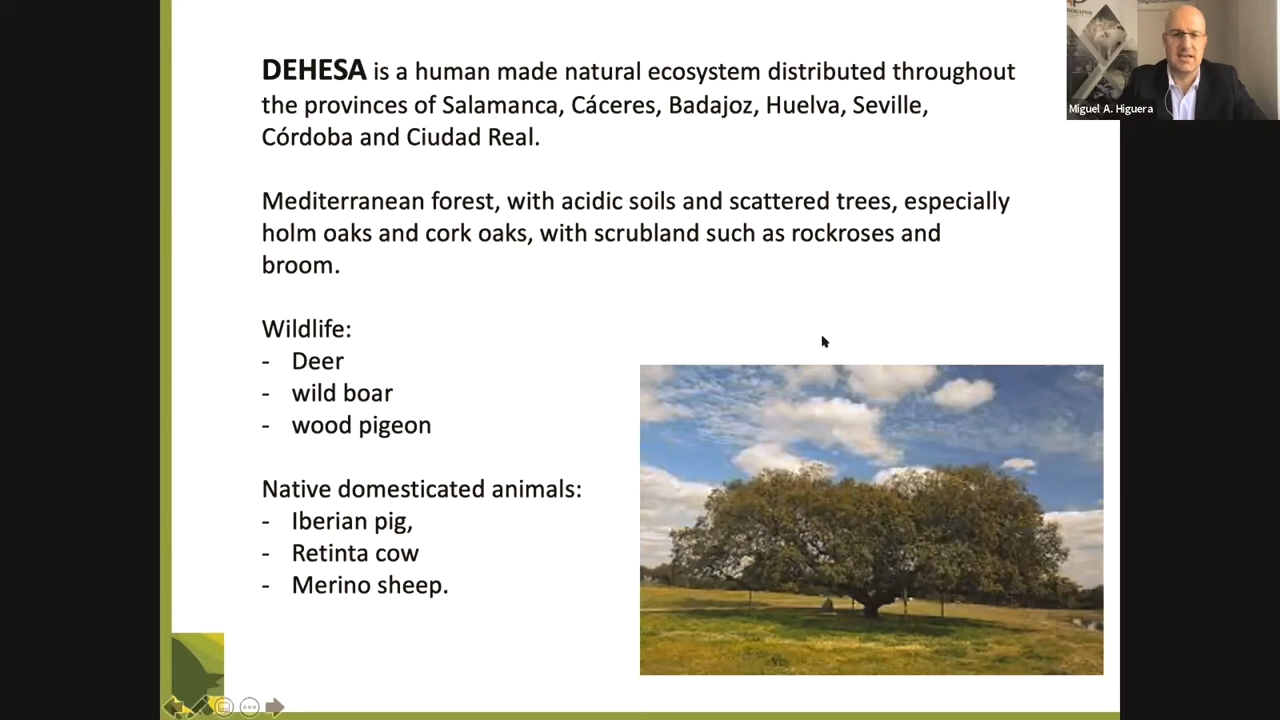 DEHESA is a human made natural ecosystem distributed throughout
the provinces of Salamanca, Cáceres, Badajoz, Huelva, Seville,
Córdoba and Ciudad Real.
Mediterranean forest, with acidic soils and scattered trees, especially
holm oaks and cork oaks, with scrubland such as rockroses and
broom.
Wildlife:
- Deer
- wild boar
- wood pigeon
Native domesticated animals:
- Iberian pig,
- Retinta cow
- Merino sheep.
Miguel A. Higuera